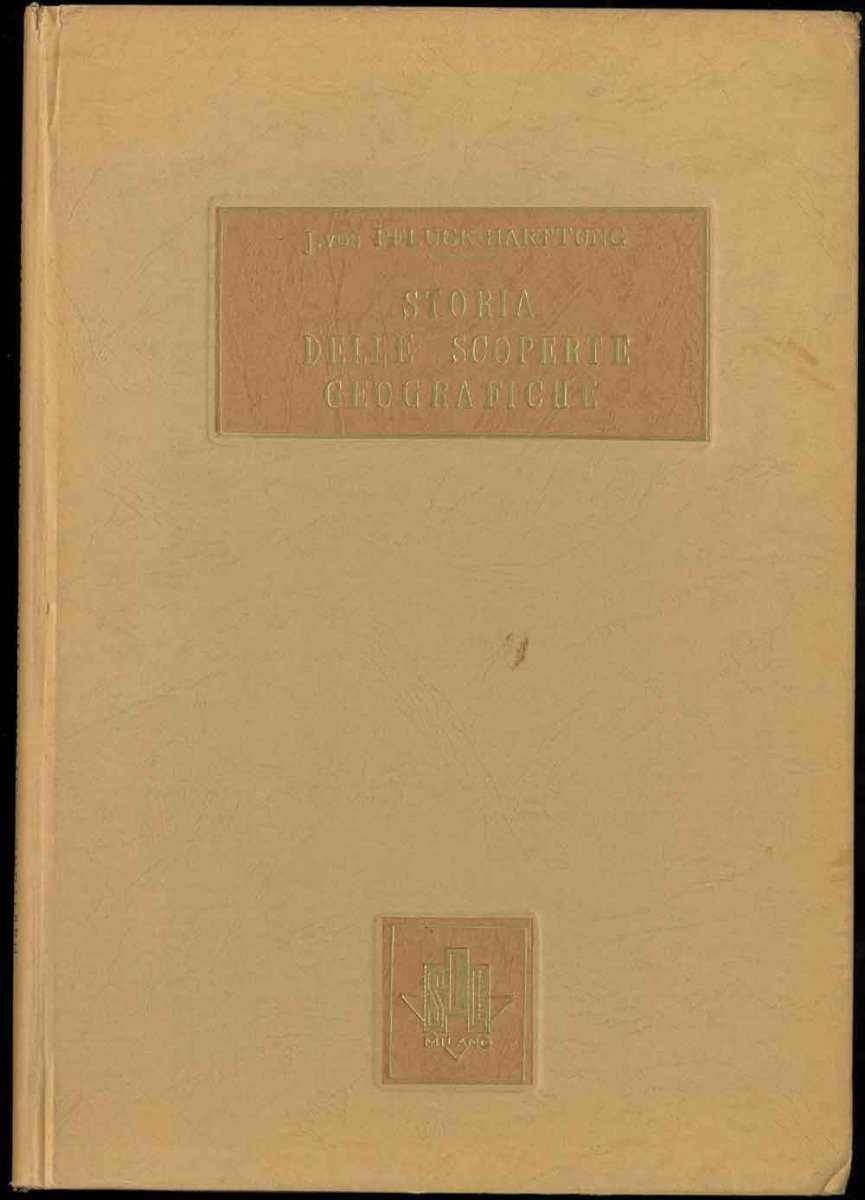 J. von PFLUGK HARTTUNG
STORIA
DELLE SCOPERTE
GEOGRAFICHE
MILANO